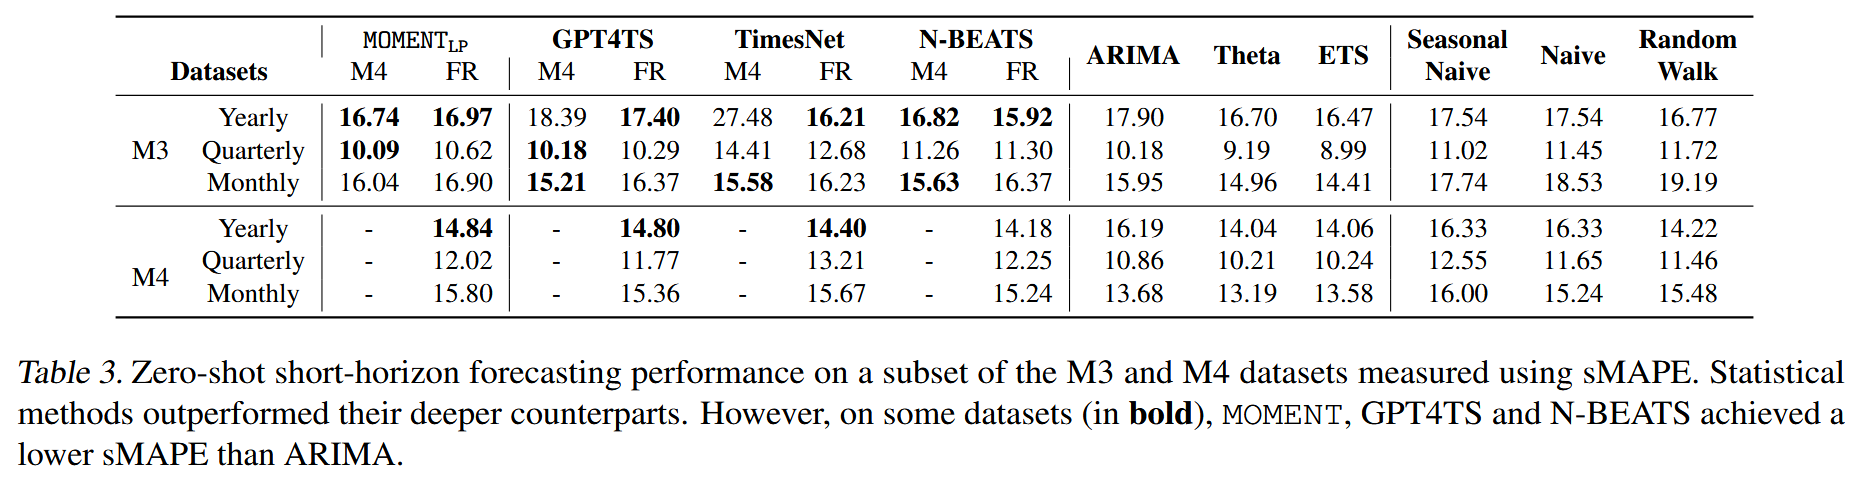 MOMENT_LP GPT4TS TimesNet N-BEATS ARIMA Theta ETS Seasonal Naive Naive Random Walk
Datasets M4 FR M4 FR M4 FR M4 FR
M3 Yearly 16.74 16.97 18.39 17.40 27.48 16.21 16.82 15.92 17.90 16.70 16.47 17.54 17.54 16.77
Quarterly 10.09 10.62 10.18 10.29 14.41 12.68 11.26 11.30 10.18 9.19 8.99 11.02 11.45 11.72
Monthly 16.04 16.90 15.21 16.37 15.58 16.23 15.63 16.37 15.95 14.96 14.41 17.74 18.53 19.19
M4 Yearly - 14.84 - 14.80 - 14.40 - 14.18 16.19 14.04 14.06 16.33 16.33 14.22
Quarterly - 12.02 - 11.77 - 13.21 - 12.25 10.86 10.21 10.24 12.55 11.65 11.46
Monthly - 15.80 - 15.36 - 15.67 - 15.24 13.68 13.19 13.58 16.00 15.24 15.48
Table 3. Zero-shot short-horizon forecasting performance on a subset of the M3 and M4 datasets measured using sMAPE. Statistical
methods outperformed their deeper counterparts. However, on some datasets (in bold), MOMENT, GPT4TS and N-BEATS achieved a
lower sMAPE than ARIMA.